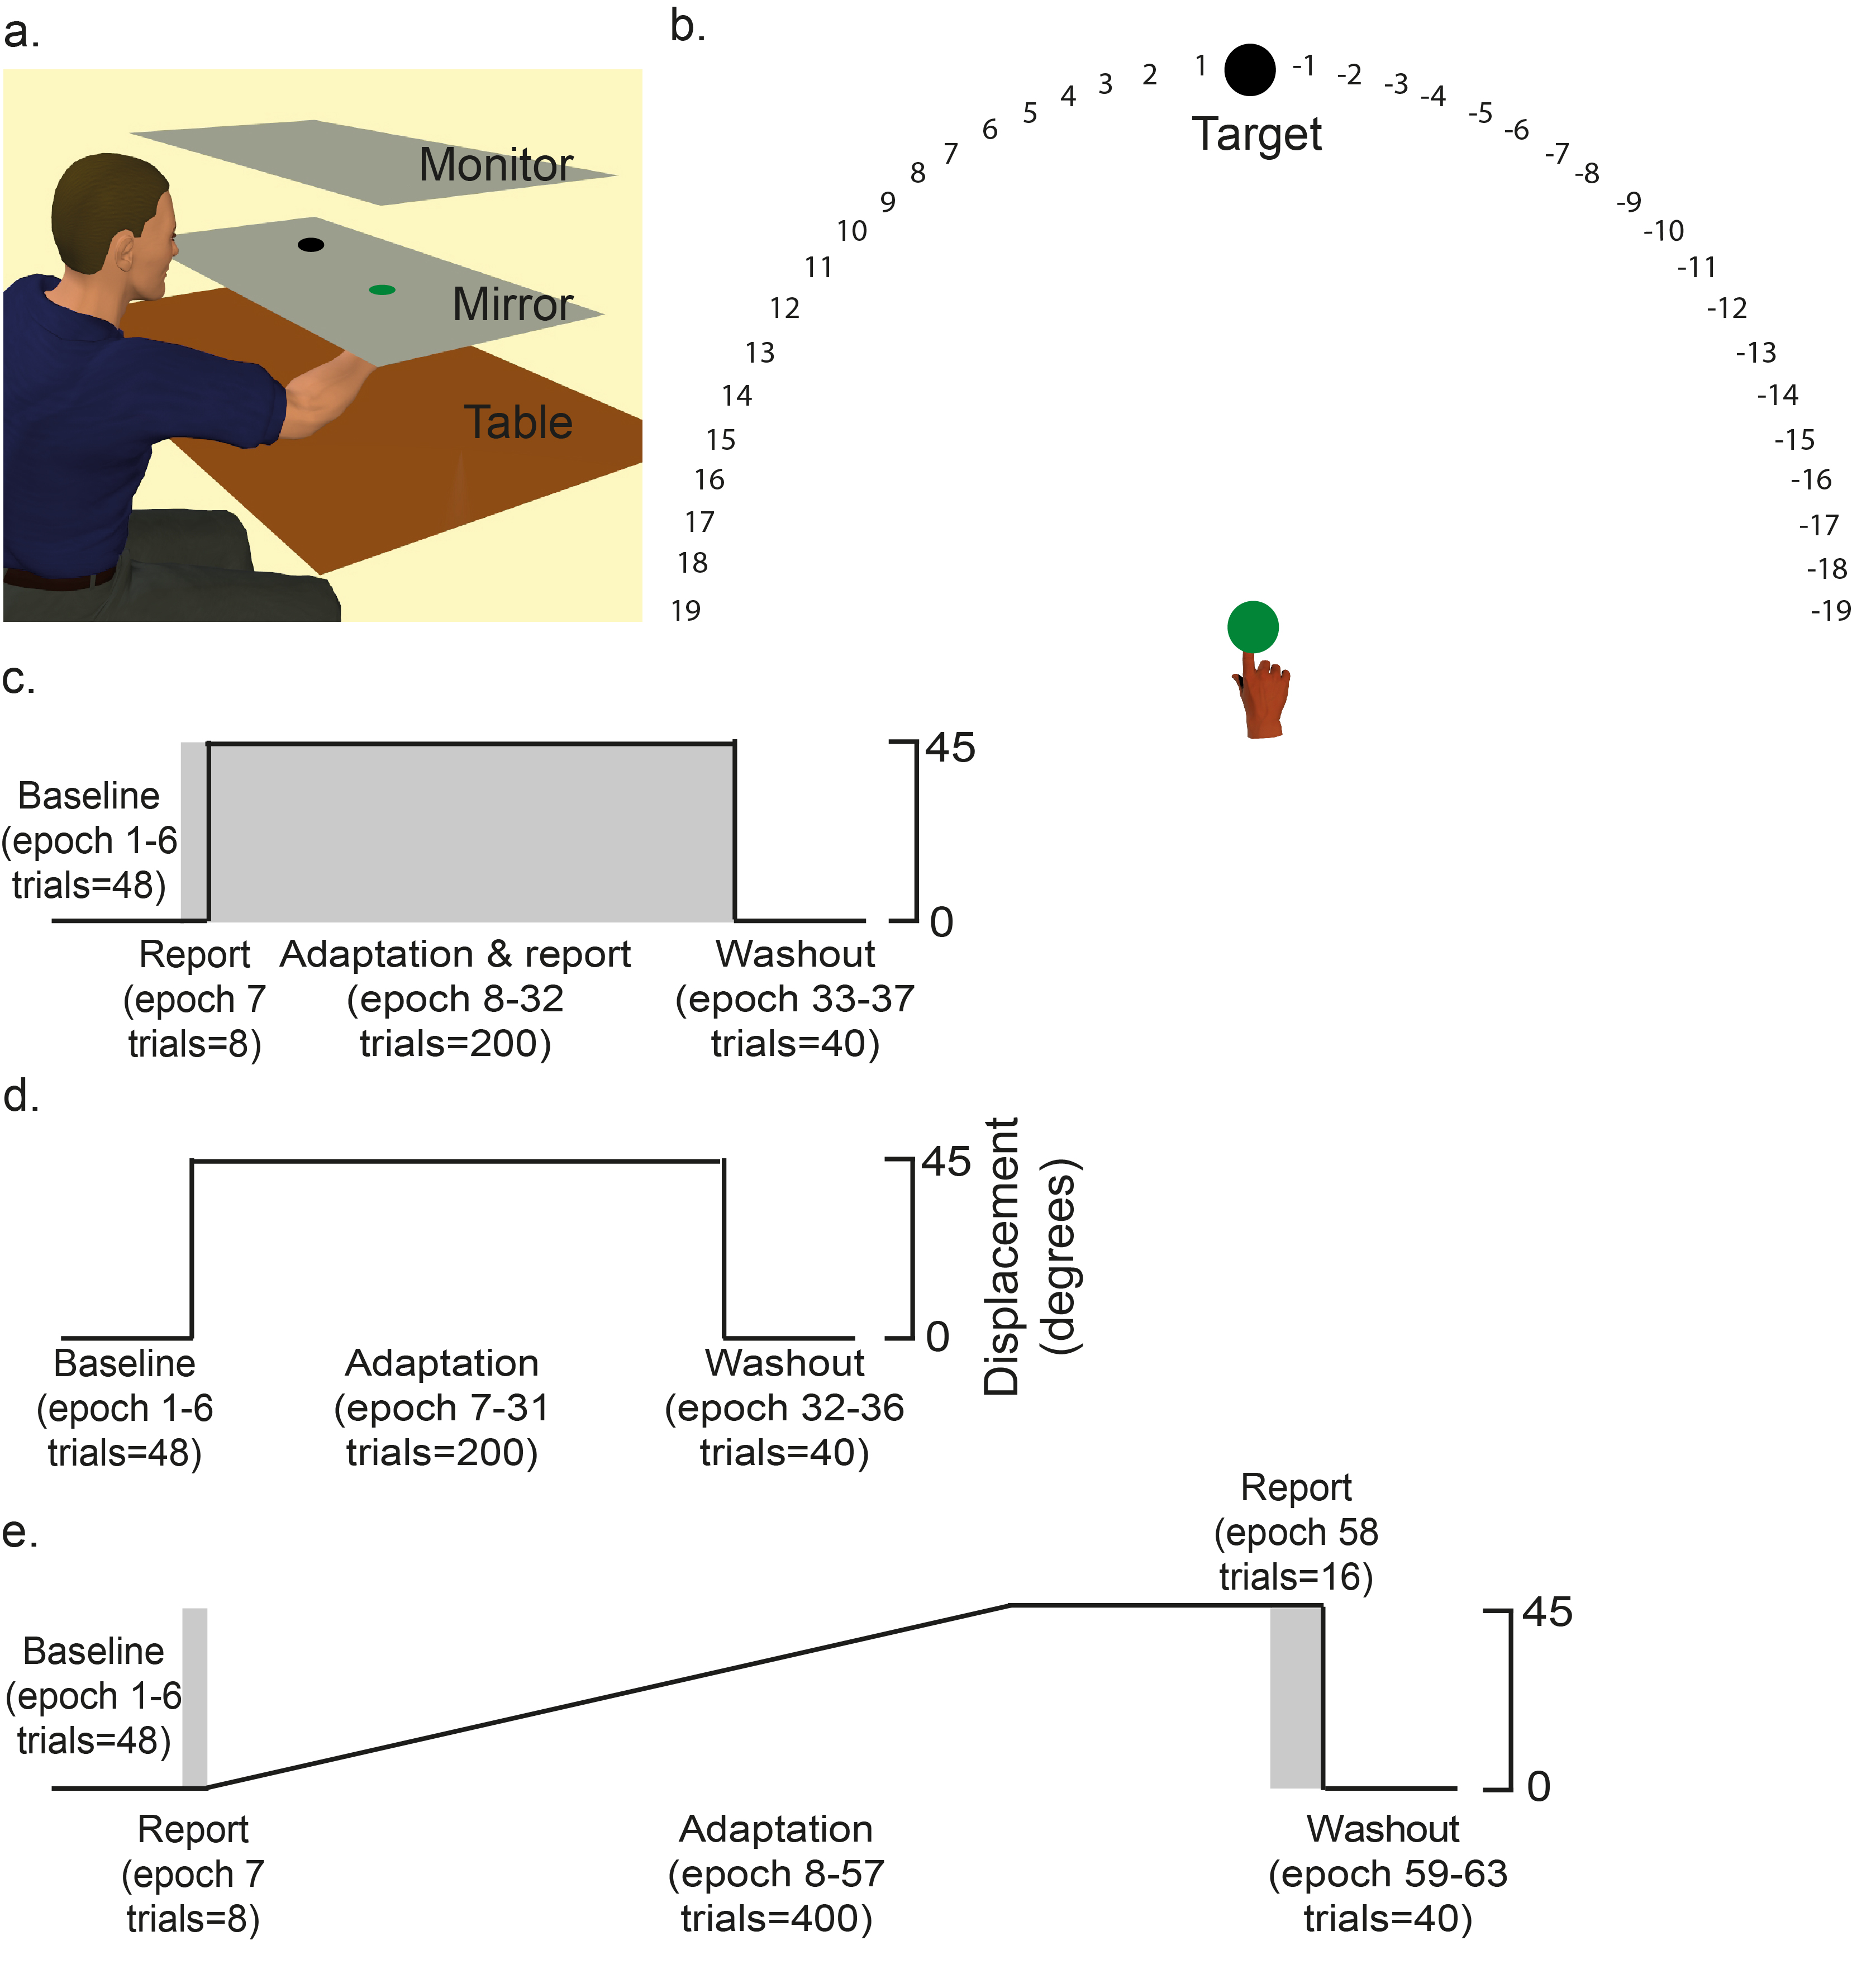 a.
Monitor
Mirror
Table
b.
1
2
3
4
5
6
7
8
9
10
11
12
13
14
15
16
17
18
19
-1
-2
-3
-4
-5
-6
-7
-8
-9
-10
-11
-12
-13
-14
-15
-16
-17
-18
-19
Target
c.
Baseline
(epoch 1-6
trials=48)
45
0
Report
(epoch 7
trials=8)
Adaptation & report
(epoch 8-32
trials=200)
Washout
(epoch 33-37
trials=40)
d.
45
0
Displacement
(degrees)
Baseline
(epoch 1-6
trials=48)
Adaptation
(epoch 7-31
trials=200)
Washout
(epoch 32-36
trials=40)
e.
Report
(epoch 58
trials=16)
Baseline
(epoch 1-6
trials=48)
45
0
Report
(epoch 7
trials=8)
Adaptation
(epoch 8-57
trials=400)
Washout
(epoch 59-63
trials=40)